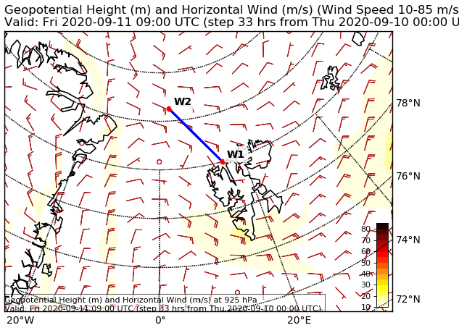 Geopotential Height (m) and Horizontal Wind (m/s) (Wind Speed 10-85 m/s
Valid: Fri 2020-09-11 09:00 UTC (step 33 hrs from Thu 2020-09-10 00:00 U
W2
W1
78°N
76°N
74°N
72°N
80
70
60
50
40
30
20
10
Geopotential Height (m) and Horizontal Wind (m/s) at 925 hPa
Valid: Fri 2020-09-11 09:00 UTC (step 33 hrs from Thu 2020-09-10 00:00 UTC)
20°W
0°
20°E